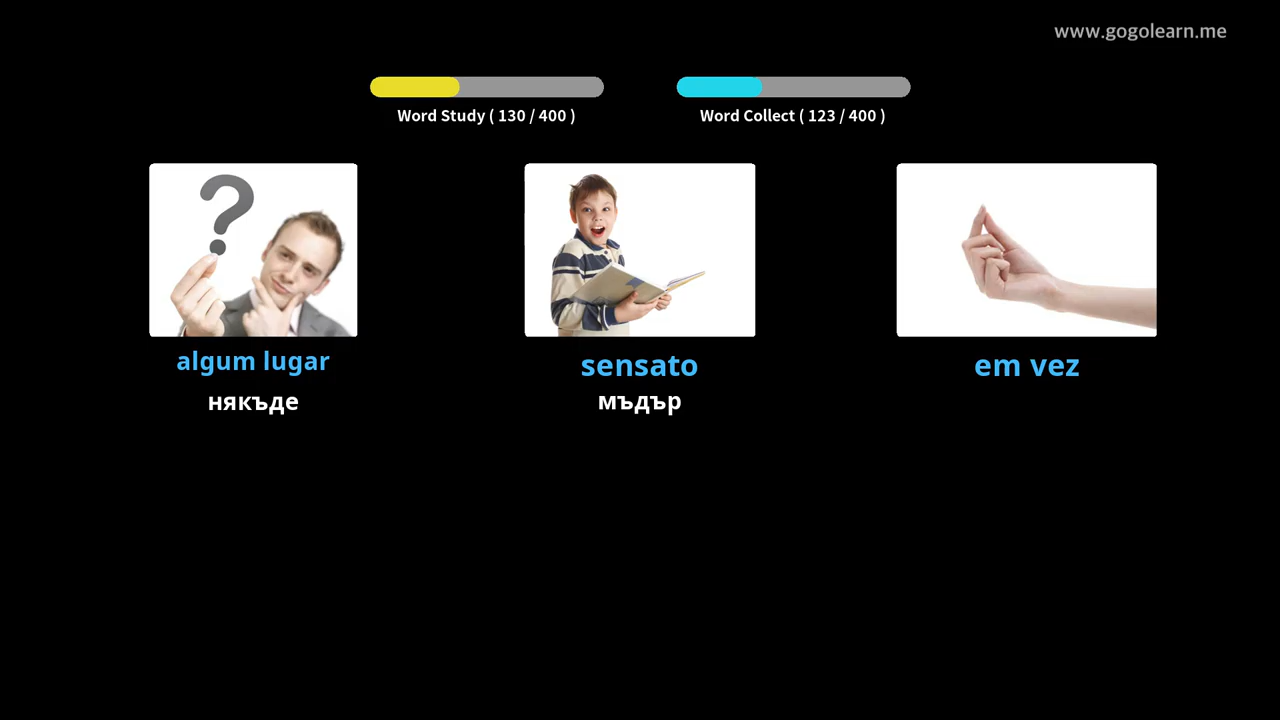 www.gogolearn.me
Word Study ( 130 / 400 )
Word Collect ( 123 / 400 )
algum lugar
sensato
em vez
някъде
мъдър